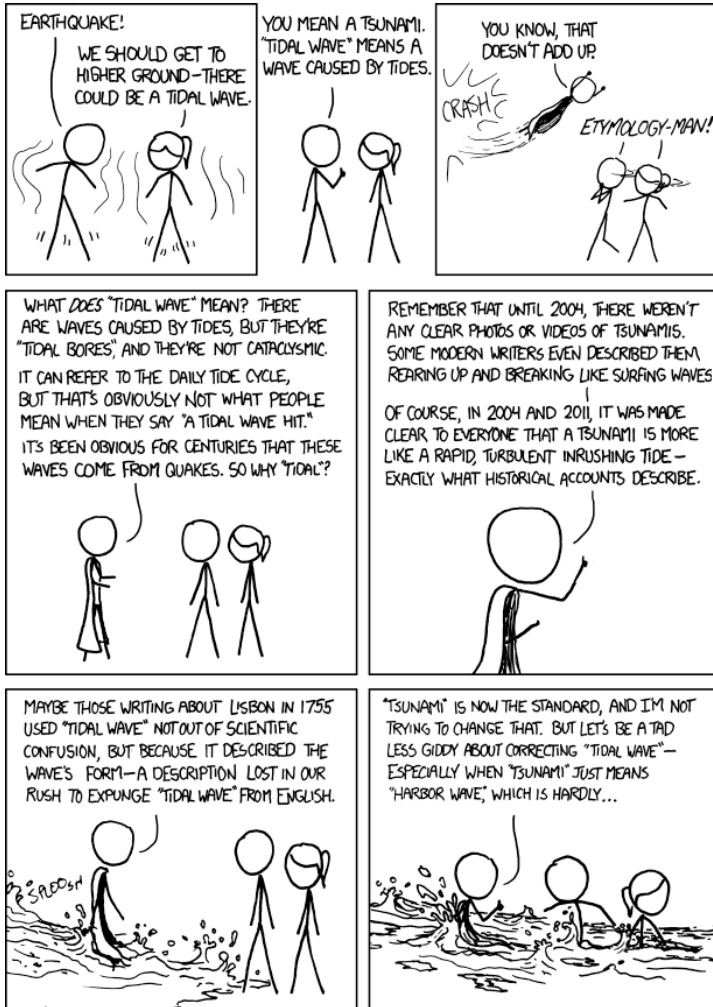 EARTHQUAKE!
WE SHOULD GET TO
HIGHER GROUND—THERE
COULD BE A TIDAL WAVE.
YOU MEAN A TSUNAMI.
"TIDAL WAVE" MEANS A
WAVE CAUSED BY TIDES.
YOU KNOW, THAT
DOESN'T ADD UP.
CRASH
ETYMOLOGY-MAN!
WHAT DOES "TIDAL WAVE" MEAN? THERE
ARE WAVES CAUSED BY TIDES, BUT THEY'RE
"TIDAL BORES", AND THEY'RE NOT CATACLYSMIC.
IT CAN REFER TO THE DAILY TIDE CYCLE,
BUT THAT'S OBVIOUSLY NOT WHAT PEOPLE
MEAN WHEN THEY SAY "A TIDAL WAVE HIT."
IT'S BEEN OBVIOUS FOR CENTURIES THAT THESE
WAVES COME FROM QUAKES. SO WHY "TIDAL"?
REMEMBER THAT UNTIL 2004, THERE WEREN'T
ANY CLEAR PHOTOS OR VIDEOS OF TSUNAMIS.
SOME MODERN WRITERS EVEN DESCRIBED THEM
REARING UP AND BREAKING LIKE SURFING WAVES
OF COURSE, IN 2004 AND 2011, IT WAS MADE
CLEAR TO EVERYONE THAT A TSUNAMI IS MORE
LIKE A RAPID, TURBULENT INRUSHING TIDE—
EXACTLY WHAT HISTORICAL ACCOUNTS DESCRIBE.
MAYBE THOSE WRITING ABOUT LISBON IN 1755
USED "TIDAL WAVE" NOT OUT OF SCIENTIFIC
CONFUSION, BUT BECAUSE IT DESCRIBED THE
WAVE'S FORM—A DESCRIPTION LOST IN OUR
RUSH TO EXPUNGE "TIDAL WAVE" FROM ENGLISH.
SPLOOSH
"TSUNAMI" IS NOW THE STANDARD, AND I'M NOT
TRYING TO CHANGE THAT. BUT LET'S BE A TAD
LESS GIDDY ABOUT CORRECTING "TIDAL WAVE"—
ESPECIALLY WHEN "TSUNAMI" JUST MEANS
"HARBOR WAVE," WHICH IS HARDLY...